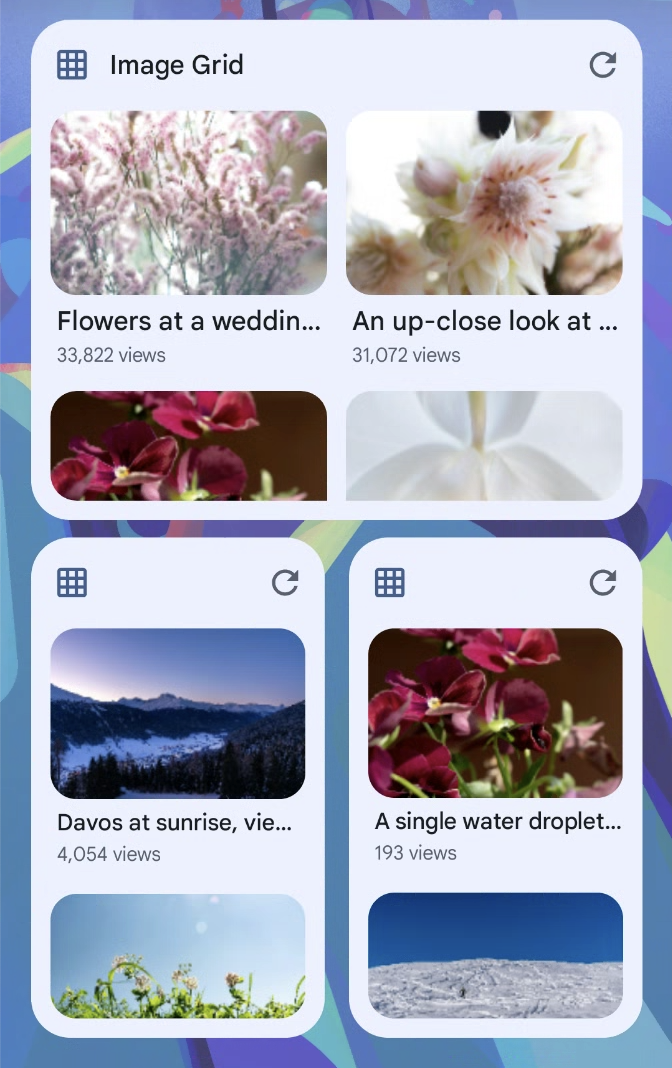 Image Grid
Flowers at a weddin...
An up-close look at ...
33,822 views
31,072 views
Davos at sunrise, vie...
A single water droplet...
4,054 views
193 views